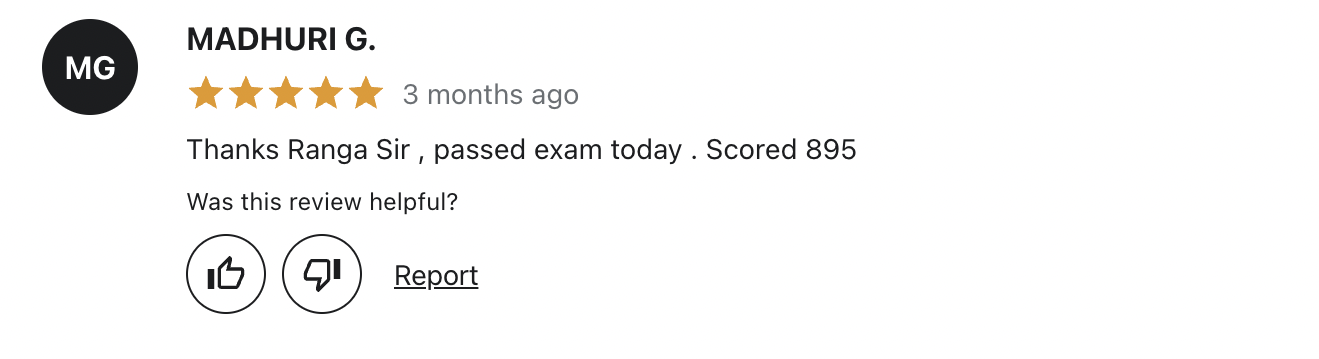 MG
MADHURI G.
3 months ago
Thanks Ranga Sir , passed exam today . Scored 895
Was this review helpful?
Report